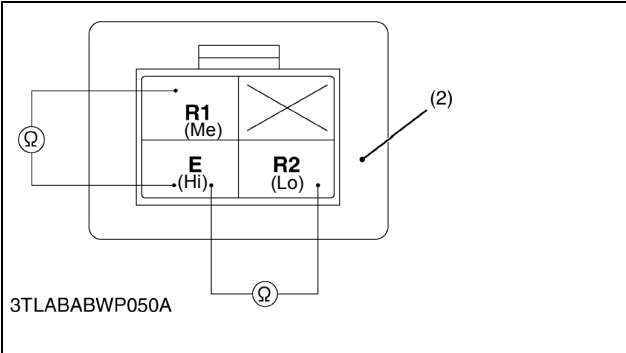 (2)
R1
(Me)
Ω
E
R2
(Hi)
(Lo)
Ω
3TLABABWP050A